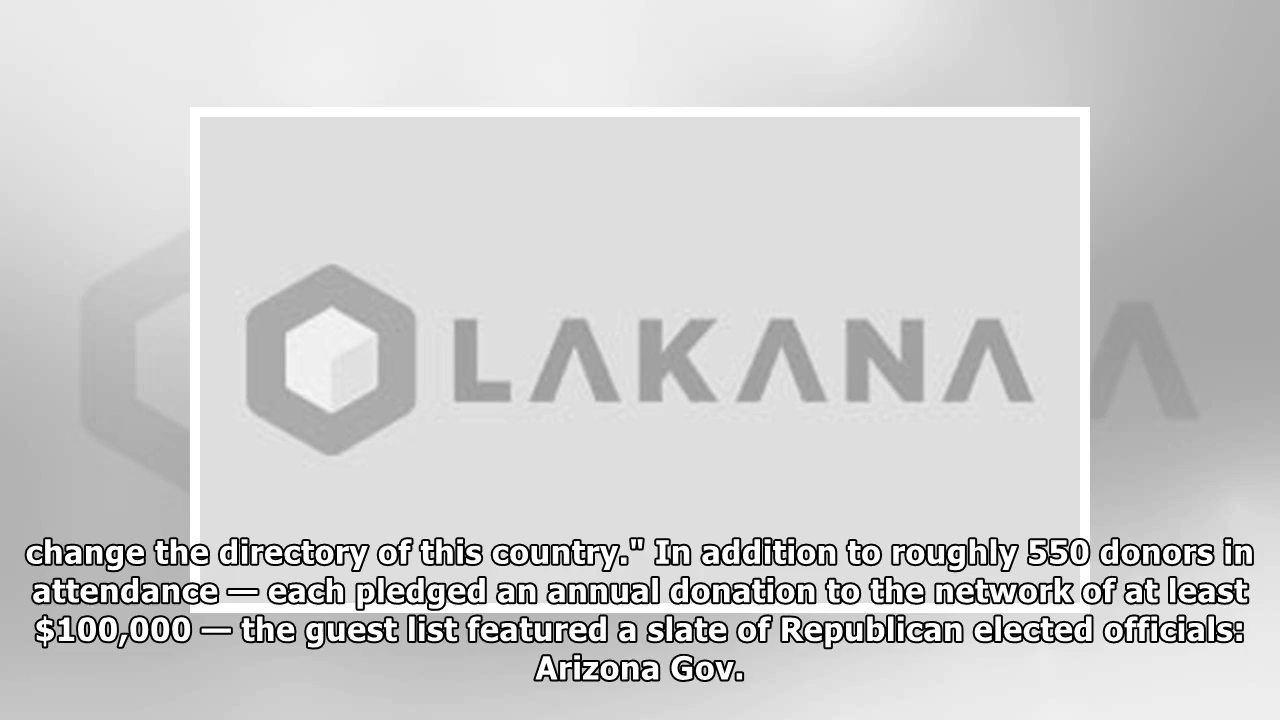 LAKANA
change the directory of this country." In addition to roughly 550 donors in
attendance — each pledged an annual donation to the network of at least
$100,000 — the guest list featured a slate of Republican elected officials:
Arizona Gov.